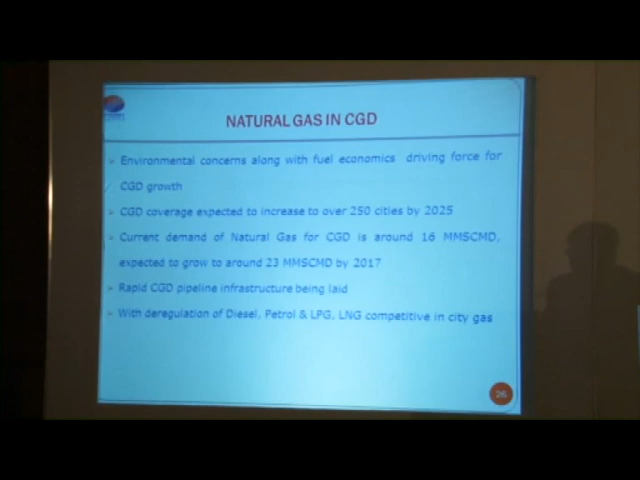 NATURAL GAS IN CGD
Environmental concerns along with fuel economics driving force for
CGD growth
CGD coverage expected to increase to over 250 cities by 2025
Current demand of Natural Gas for CGD is around 16 MMSCMD,
expected to grow to around 23 MMSCMD by 2017
Rapid CGD pipeline infrastructure being laid
With deregulation of Diesel, Petrol & LPG, LNG competitive in city gas
26